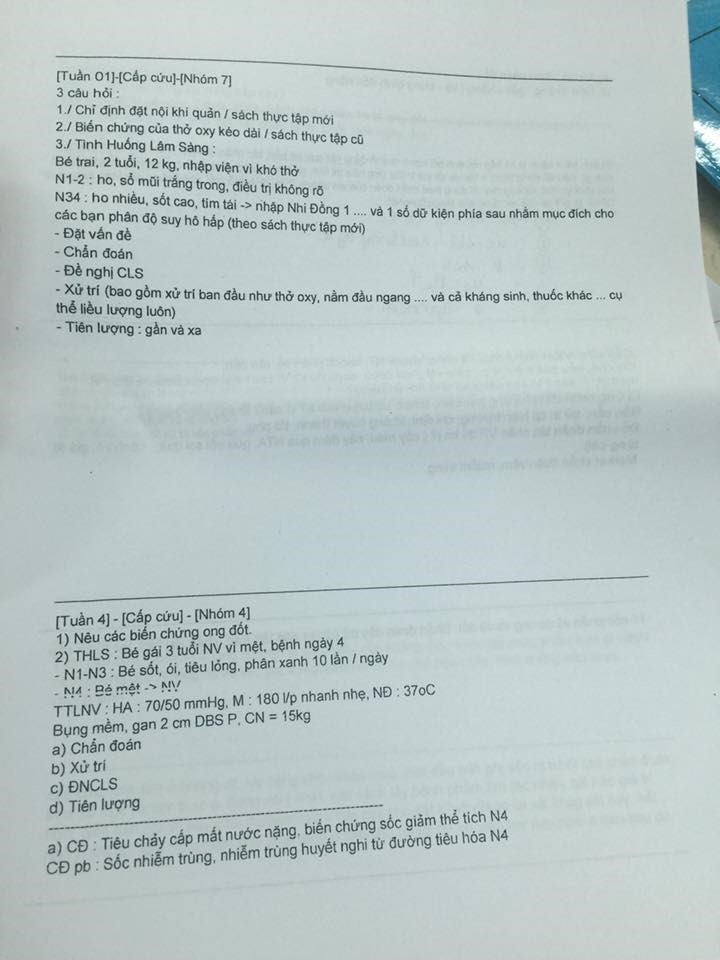 [Tuần 01]-[Cấp cứu]-[Nhóm 7]
3 câu hỏi :
1./ Chỉ định đặt nội khí quản / sách thực tập mới
2./ Biến chứng của thở oxy kéo dài / sách thực tập cũ
3./ Tình Huống Lâm Sàng :
Bé trai, 2 tuổi, 12 kg, nhập viện vì khó thở
N1-2 : ho, sổ mũi trắng trong, điều trị không rõ
N34 : ho nhiều, sốt cao, tím tái -> nhập Nhi Đồng 1 .... và 1 số dữ kiện phía sau nhằm mục đích cho
các bạn phân độ suy hô hấp (theo sách thực tập mới)
- Đặt vấn đề
- Chẩn đoán
- Đề nghị CLS
- Xử trí (bao gồm xử trí ban đầu như thở oxy, nằm đầu ngang .... và cả kháng sinh, thuốc khác ... cụ
thể liều lượng luôn)
- Tiên lượng : gần và xa
[Tuần 4] - [Cấp cứu] - [Nhóm 4]
1) Nêu các biến chứng ong đốt.
2) THLS : Bé gái 3 tuổi NV vì mệt, bệnh ngày 4
- N1-N3 : Bé sốt, ói, tiêu lỏng, phân xanh 10 lần / ngày
- N4 : Bé mệt -> NV
TTLNV : HA : 70/50 mmHg, M : 180 l/p nhanh nhẹ, NĐ : 37oC
Bụng mềm, gan 2 cm DBS P, CN = 15kg
a) Chẩn đoán
b) Xử trí
c) ĐNCLS
d) Tiên lượng
a) CĐ : Tiêu chảy cấp mất nước nặng, biến chứng sốc giảm thể tích N4
CĐ pb : Sốc nhiễm trùng, nhiễm trùng huyết nghi từ đường tiêu hóa N4